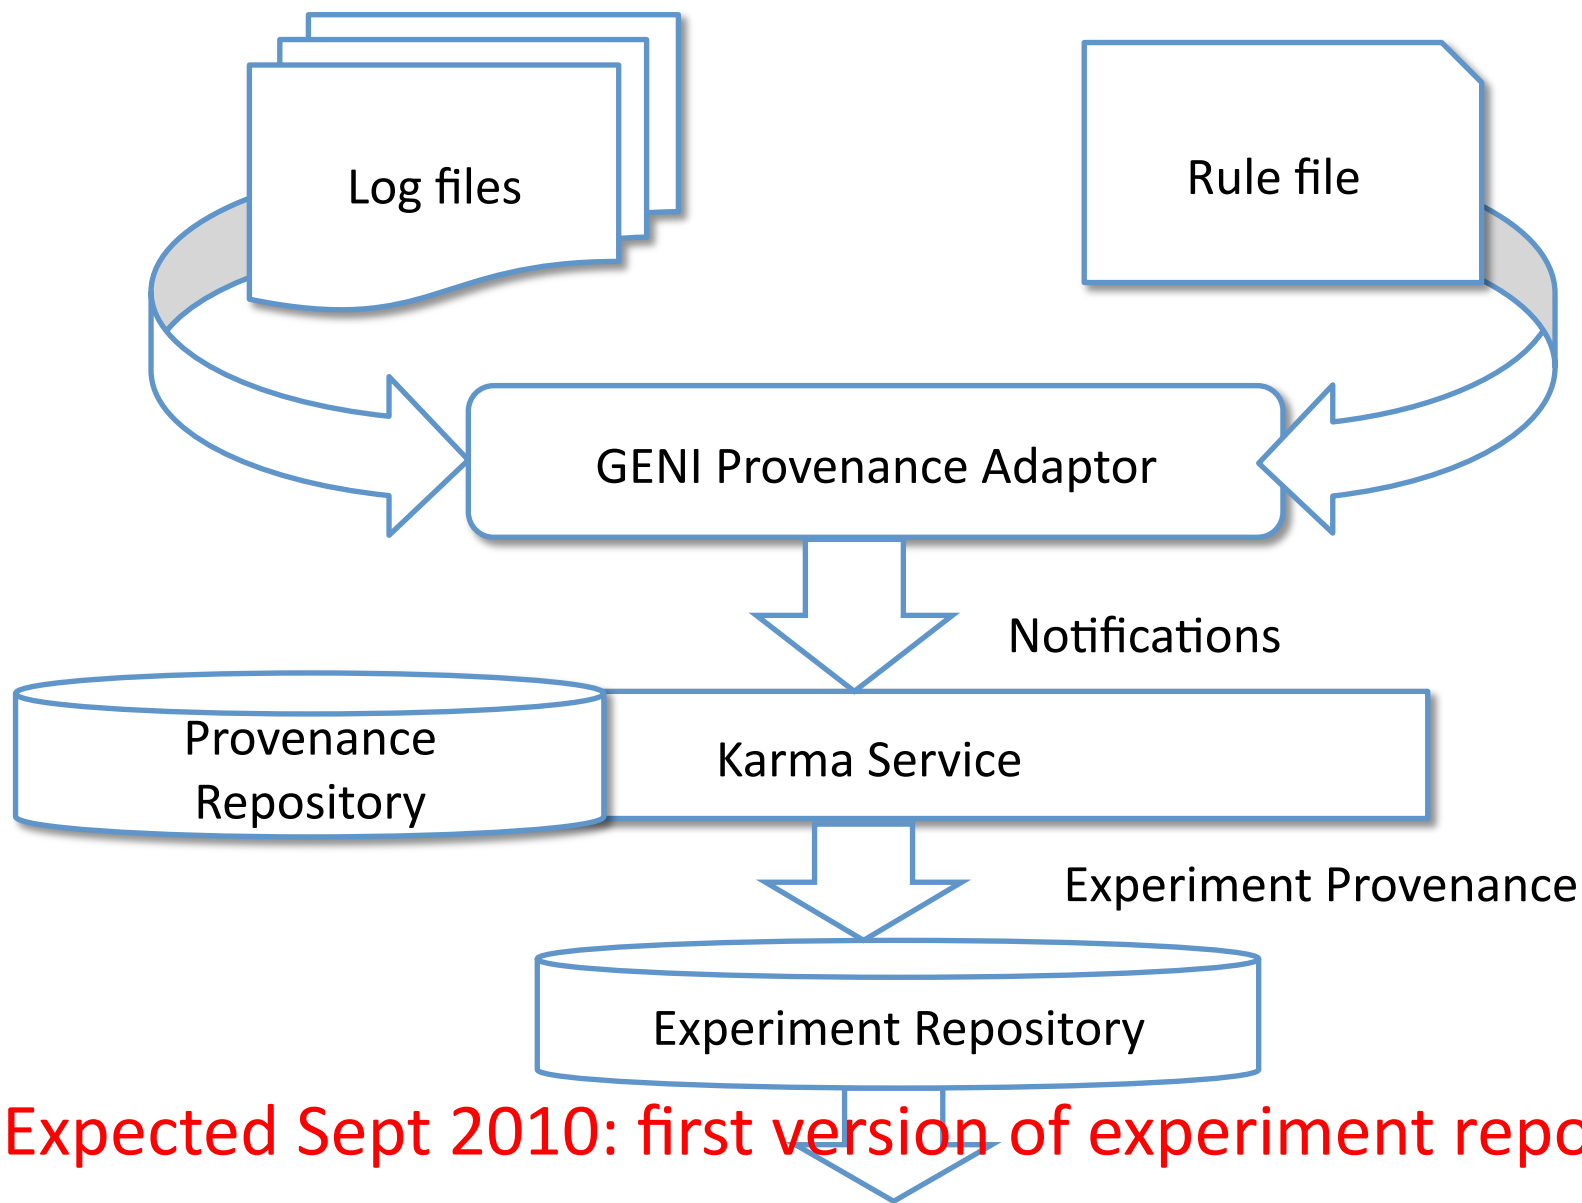 Log files
Rule file
GENI Provenance Adaptor
Notifications
Provenance
Repository
Karma Service
Experiment Provenance
Experiment Repository
Expected Sept 2010: first version of experiment repo